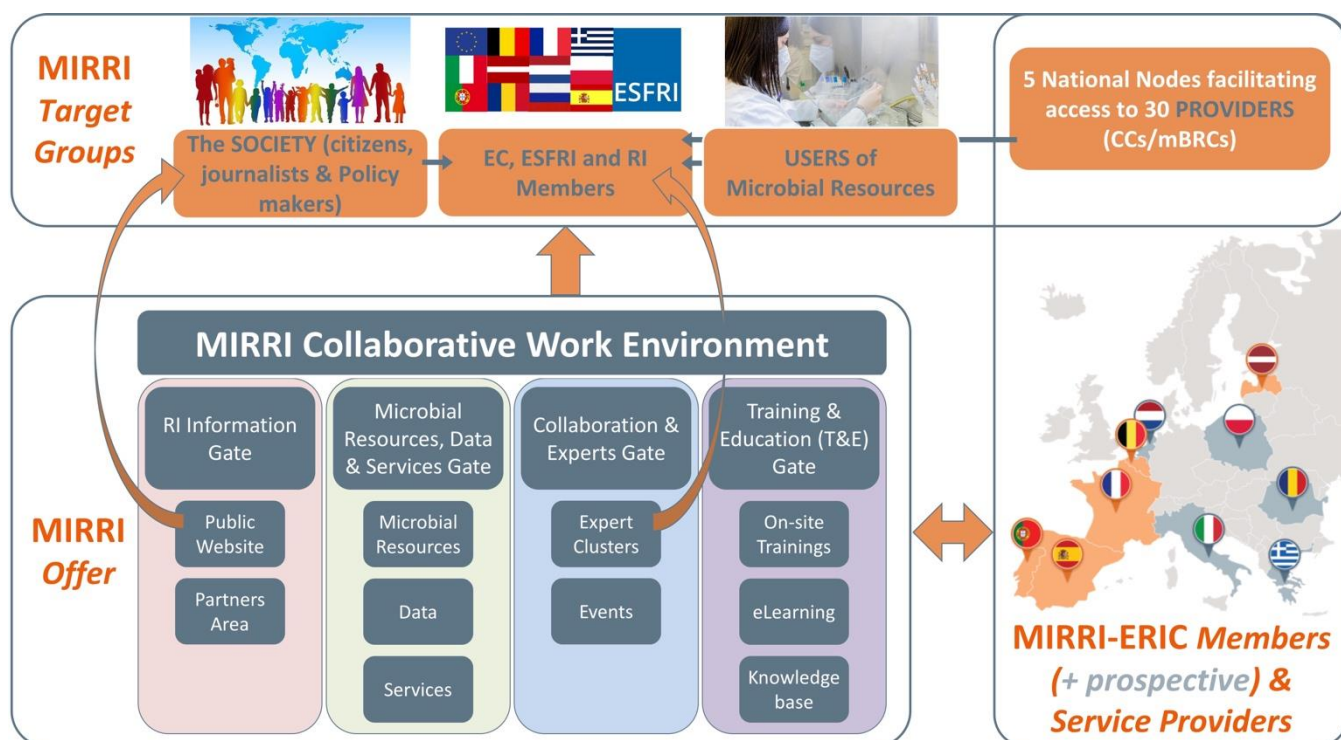 MIRRI
Target
Groups
ESFRI
The SOCIETY (citizens,
journalists & Policy
makers)
EC, ESFRI and RI
Members
USERS of
Microbial Resources
5 National Nodes facilitating
access to 30 PROVIDERS
(CCs/mBRCs)
MIRRI
Offer
MIRRI Collaborative Work Environment
RI Information
Gate
Public
Website
Partners
Area
Microbial
Resources, Data
& Services Gate
Microbial
Resources
Data
Services
Collaboration &
Experts Gate
Expert
Clusters
Events
Training &
Education (T&E)
Gate
On-site
Trainings
eLearning
Knowledge
base
MIRRI-ERIC Members
(+ prospective) &
Service Providers